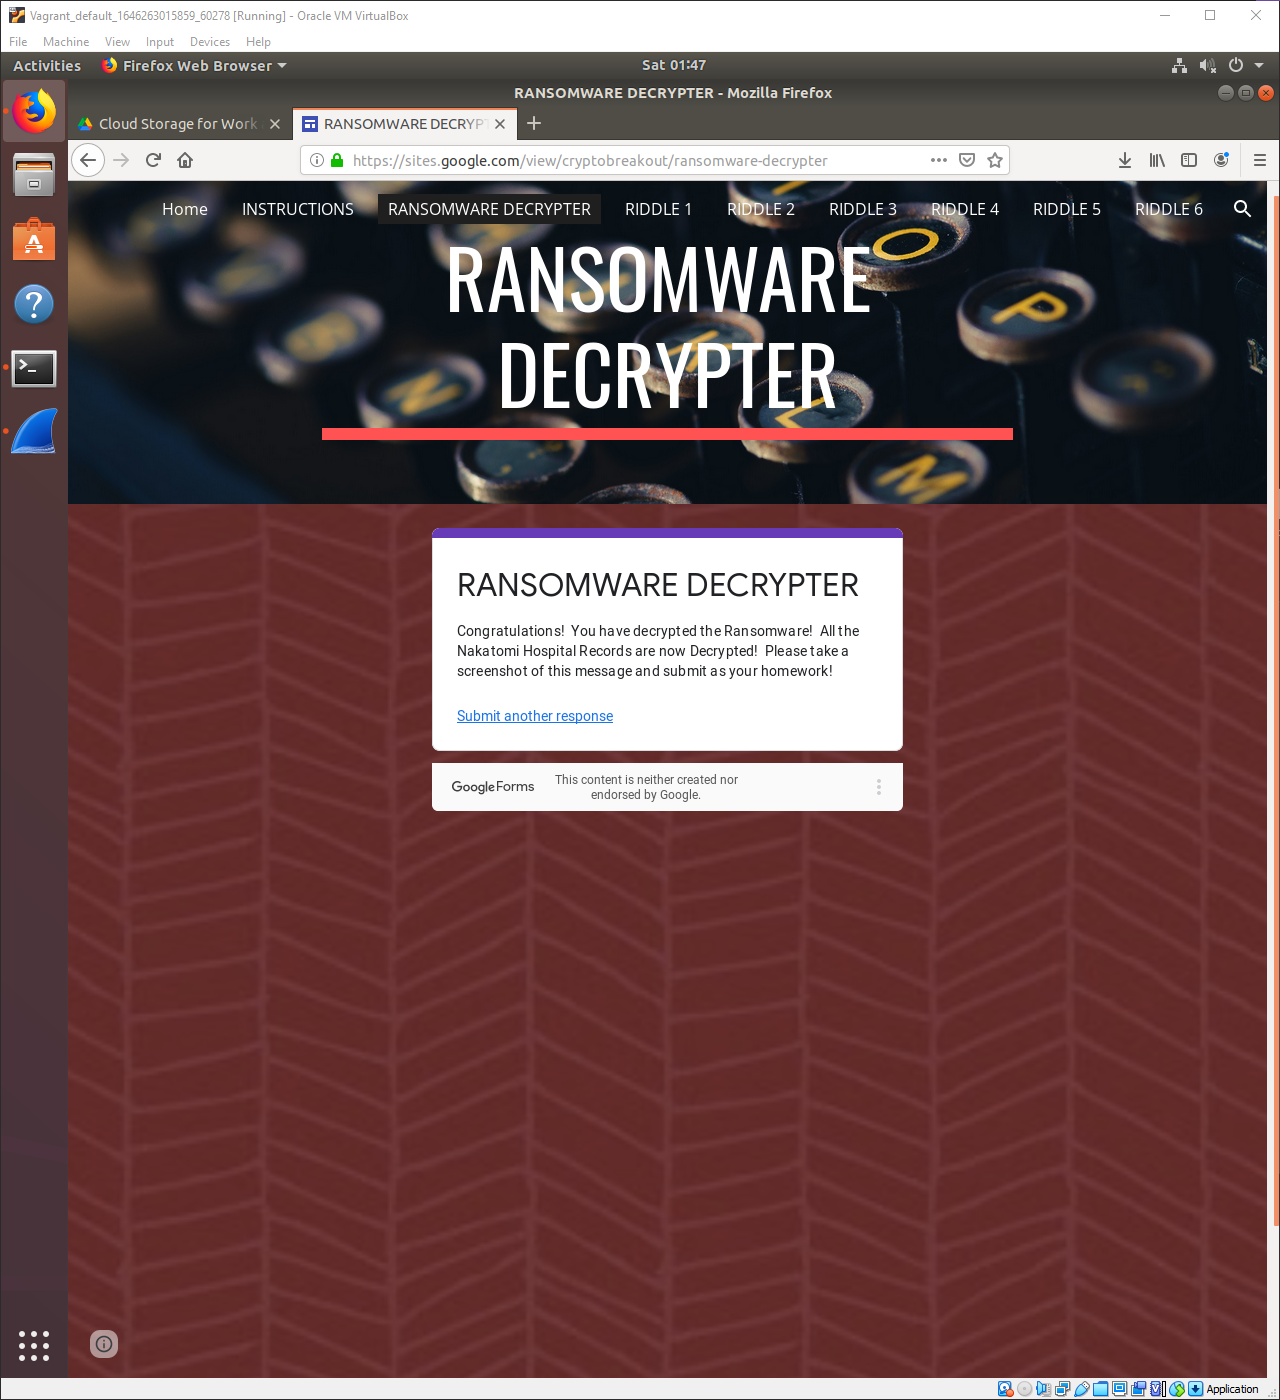 Vagrant_default_1646263015859_60278 [Running] - Oracle VM VirtualBox
File Machine View Input Devices Help
Activities Firefox Web Browser Sat 01:47
RANSOMWARE DECRYPTER - Mozilla Firefox
Cloud Storage for Work RANSOMWARE DECRYPT
https://sites.google.com/view/cryptobreakout/ransomware-decrypter
Home INSTRUCTIONS RANSOMWARE DECRYPTER RIDDLE 1 RIDDLE 2 RIDDLE 3 RIDDLE 4 RIDDLE 5 RIDDLE 6
RANSOMWARE
DECRYPTER
O
P
N
L
M
RANSOMWARE DECRYPTER
Congratulations! You have decrypted the Ransomware! All the
Nakatomi Hospital Records are now Decrypted! Please take a
screenshot of this message and submit as your homework!
Submit another response
Google Forms This content is neither created nor
endorsed by Google.
Application